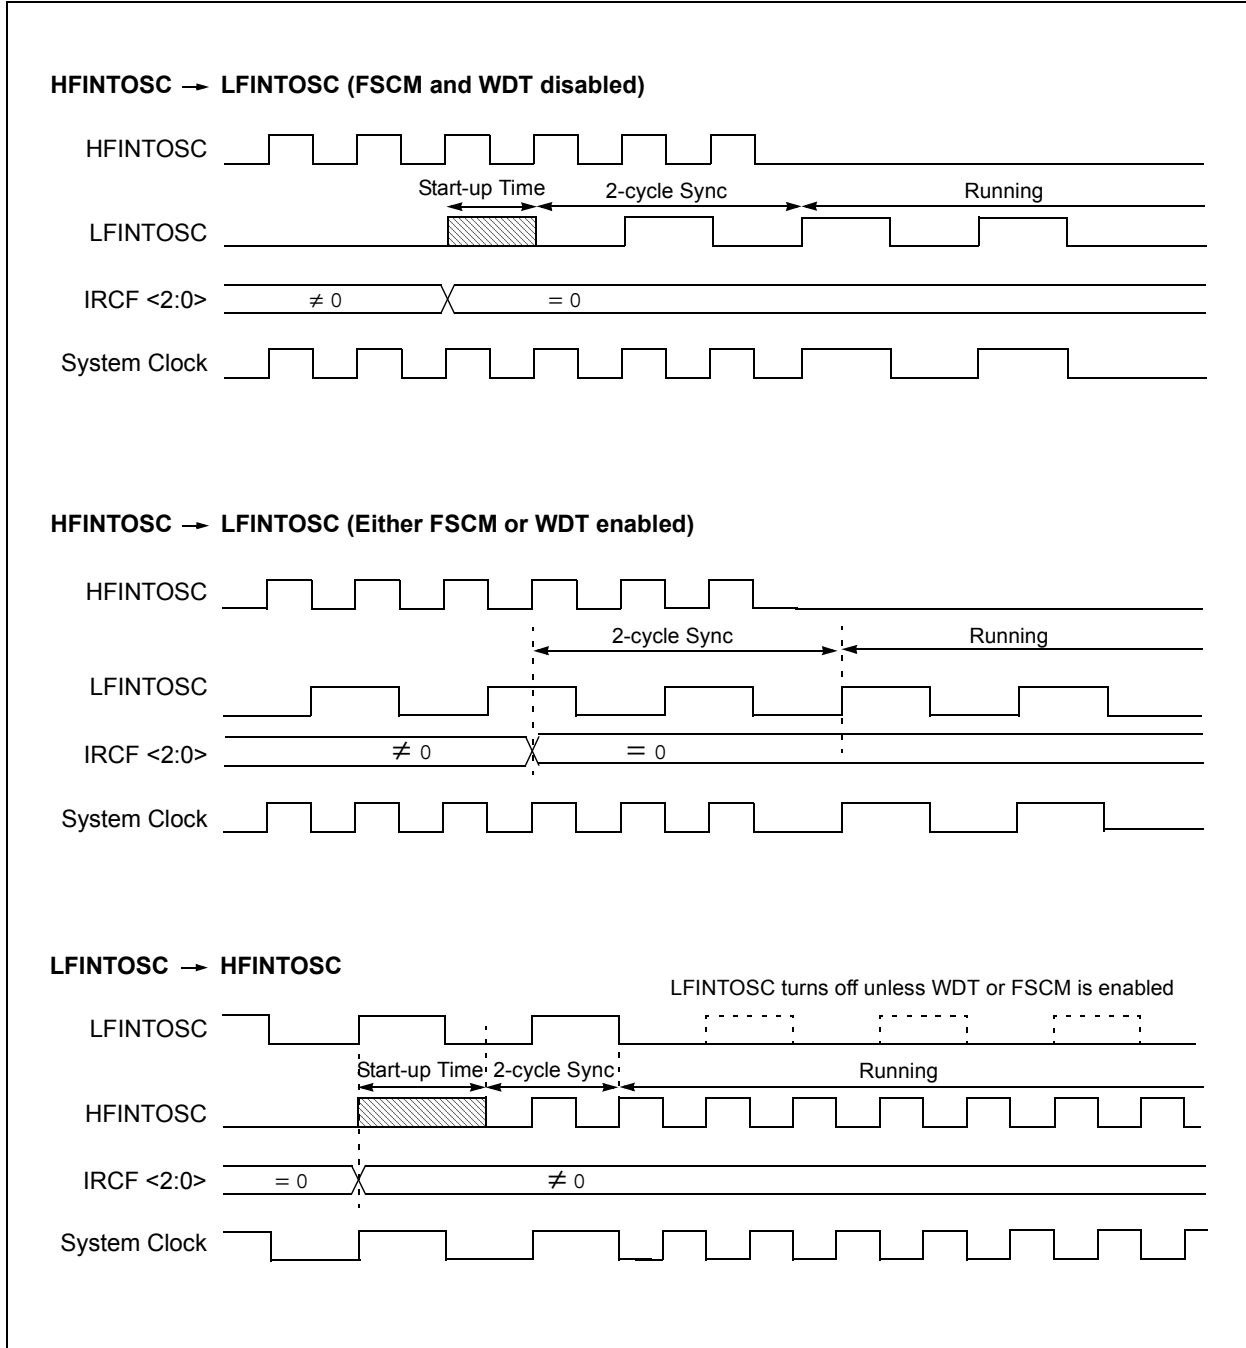 HFINTOSC → LFINTOSC (FSCM and WDT disabled)
HFINTOSC
Start-up Time 2-cycle Sync Running
LFINTOSC
IRCF <2:0> ≠ 0 = 0
System Clock
HFINTOSC → LFINTOSC (Either FSCM or WDT enabled)
HFINTOSC
2-cycle Sync Running
LFINTOSC
IRCF <2:0> ≠ 0 = 0
System Clock
LFINTOSC → HFINTOSC
LFINTOSC turns off unless WDT or FSCM is enabled
LFINTOSC
Start-up Time 2-cycle Sync Running
HFINTOSC
IRCF <2:0> = 0 ≠ 0
System Clock